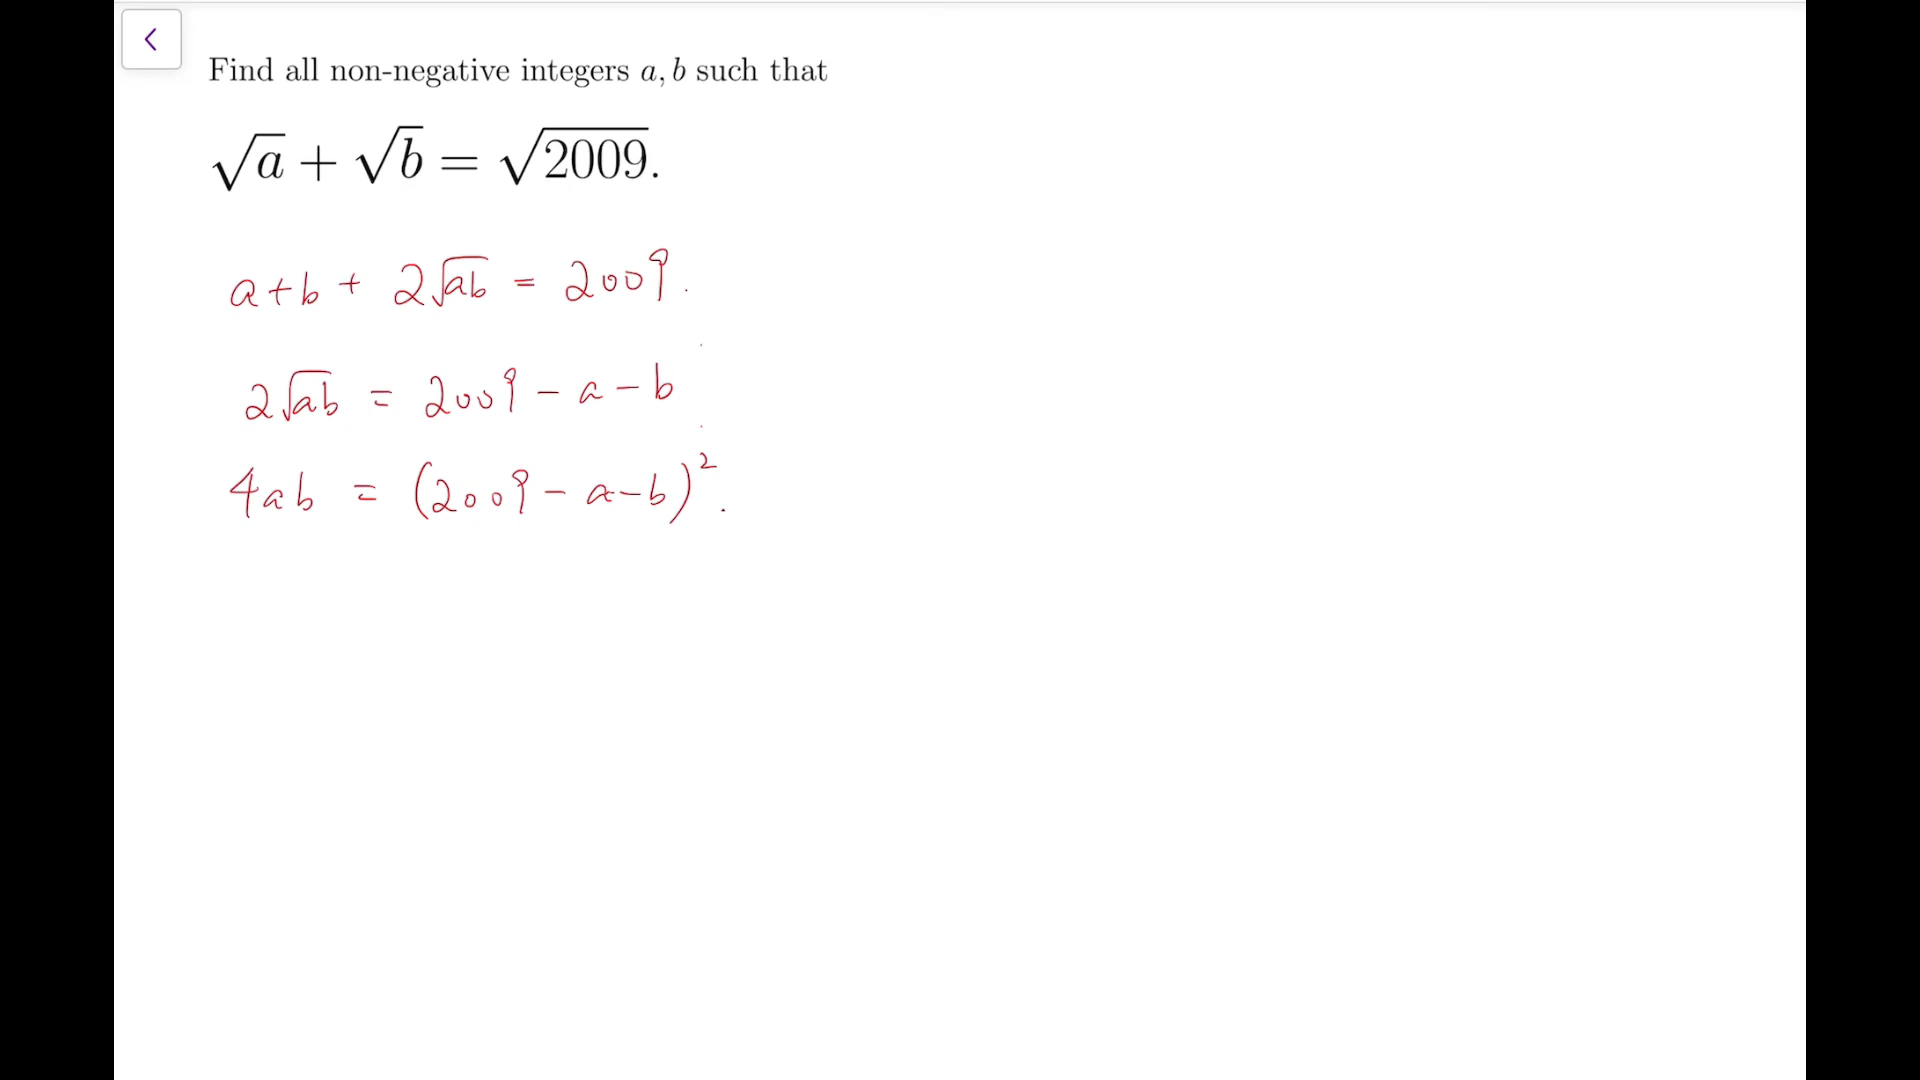 Find all non-negative integers a, b such that
√a + √b = √2009.
a+b + 2√ab = 2009.
2√ab = 2009 - a - b
4ab = (2009 - a - b)².